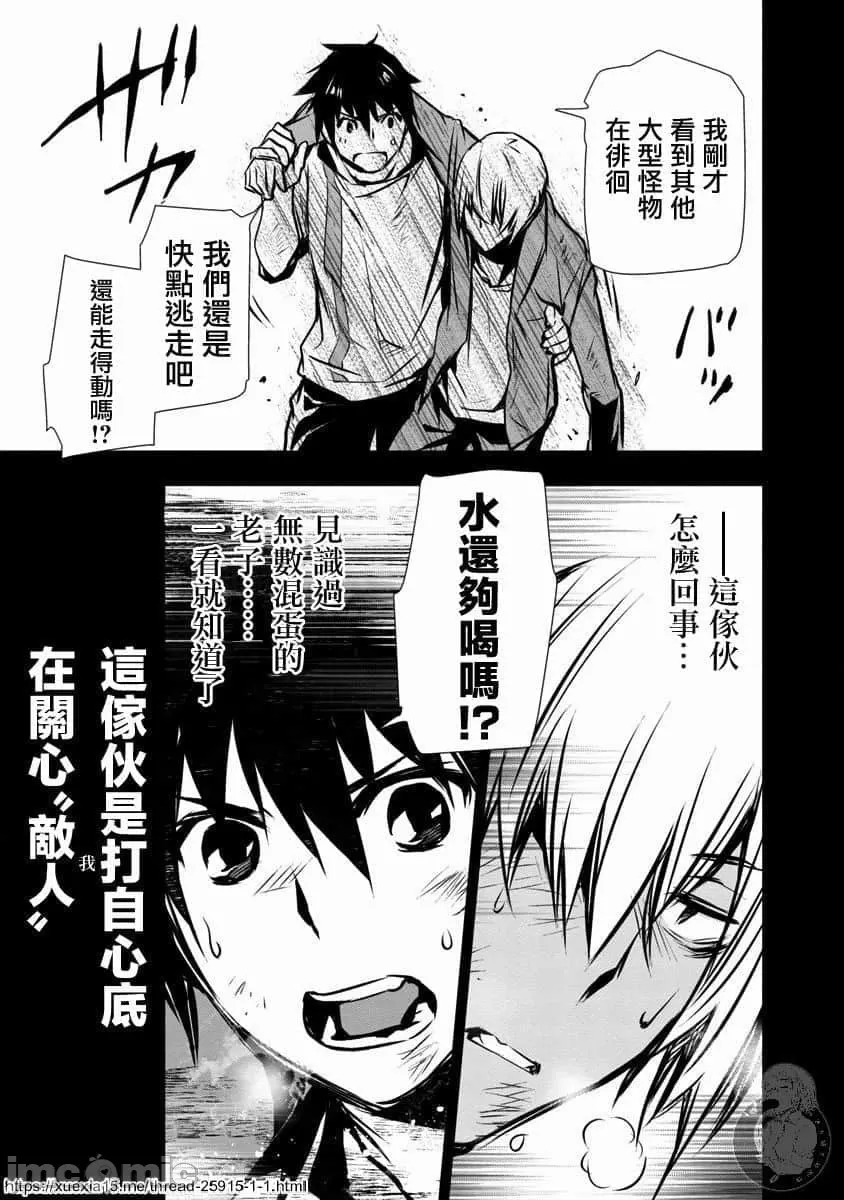 我剛才
看到其他
大型怪物
在徘徊
我們還是
快點逃走吧
還能走得動嗎!?
——這傢伙
怎麼回事…
水還夠喝嗎!?
見識過
無數混蛋的
老子……
一看就知道了
這傢伙是打自心底
在關心〝敵人〟
我
imcomic
https://xuexia15.me/thread-25915-1-1.html